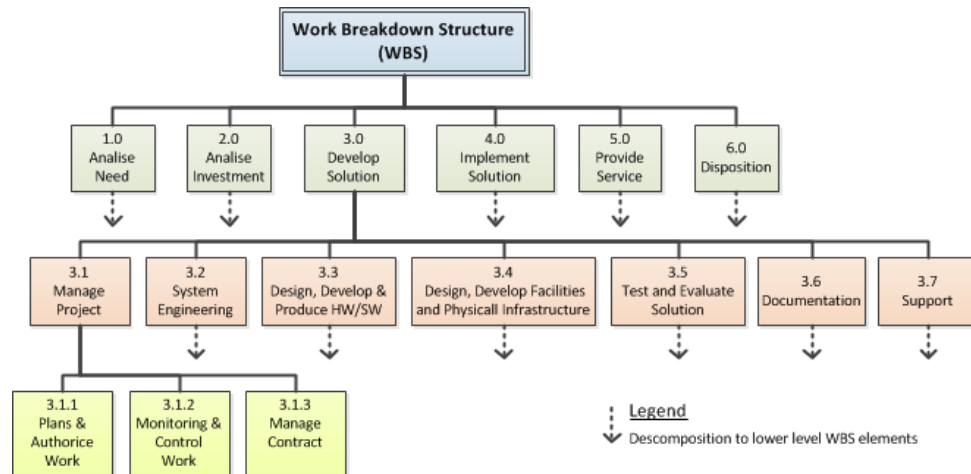 Work Breakdown Structure
(WBS)
1.0
Analise
Need
2.0
Analise
Investment
3.0
Develop
Solution
4.0
Implement
Solution
5.0
Provide
Service
6.0
Disposition
3.1
Manage
Project
3.2
System
Engineering
3.3
Design, Develop &
Produce HW/SW
3.4
Design, Develop Facilities
and Physicall Infrastructure
3.5
Test and Evaluate
Solution
3.6
Documentation
3.7
Support
3.1.1
Plans &
Authorice
Work
3.1.2
Monitoring &
Control
Work
3.1.3
Manage
Contract
Legend
Descomposition to lower level WBS elements